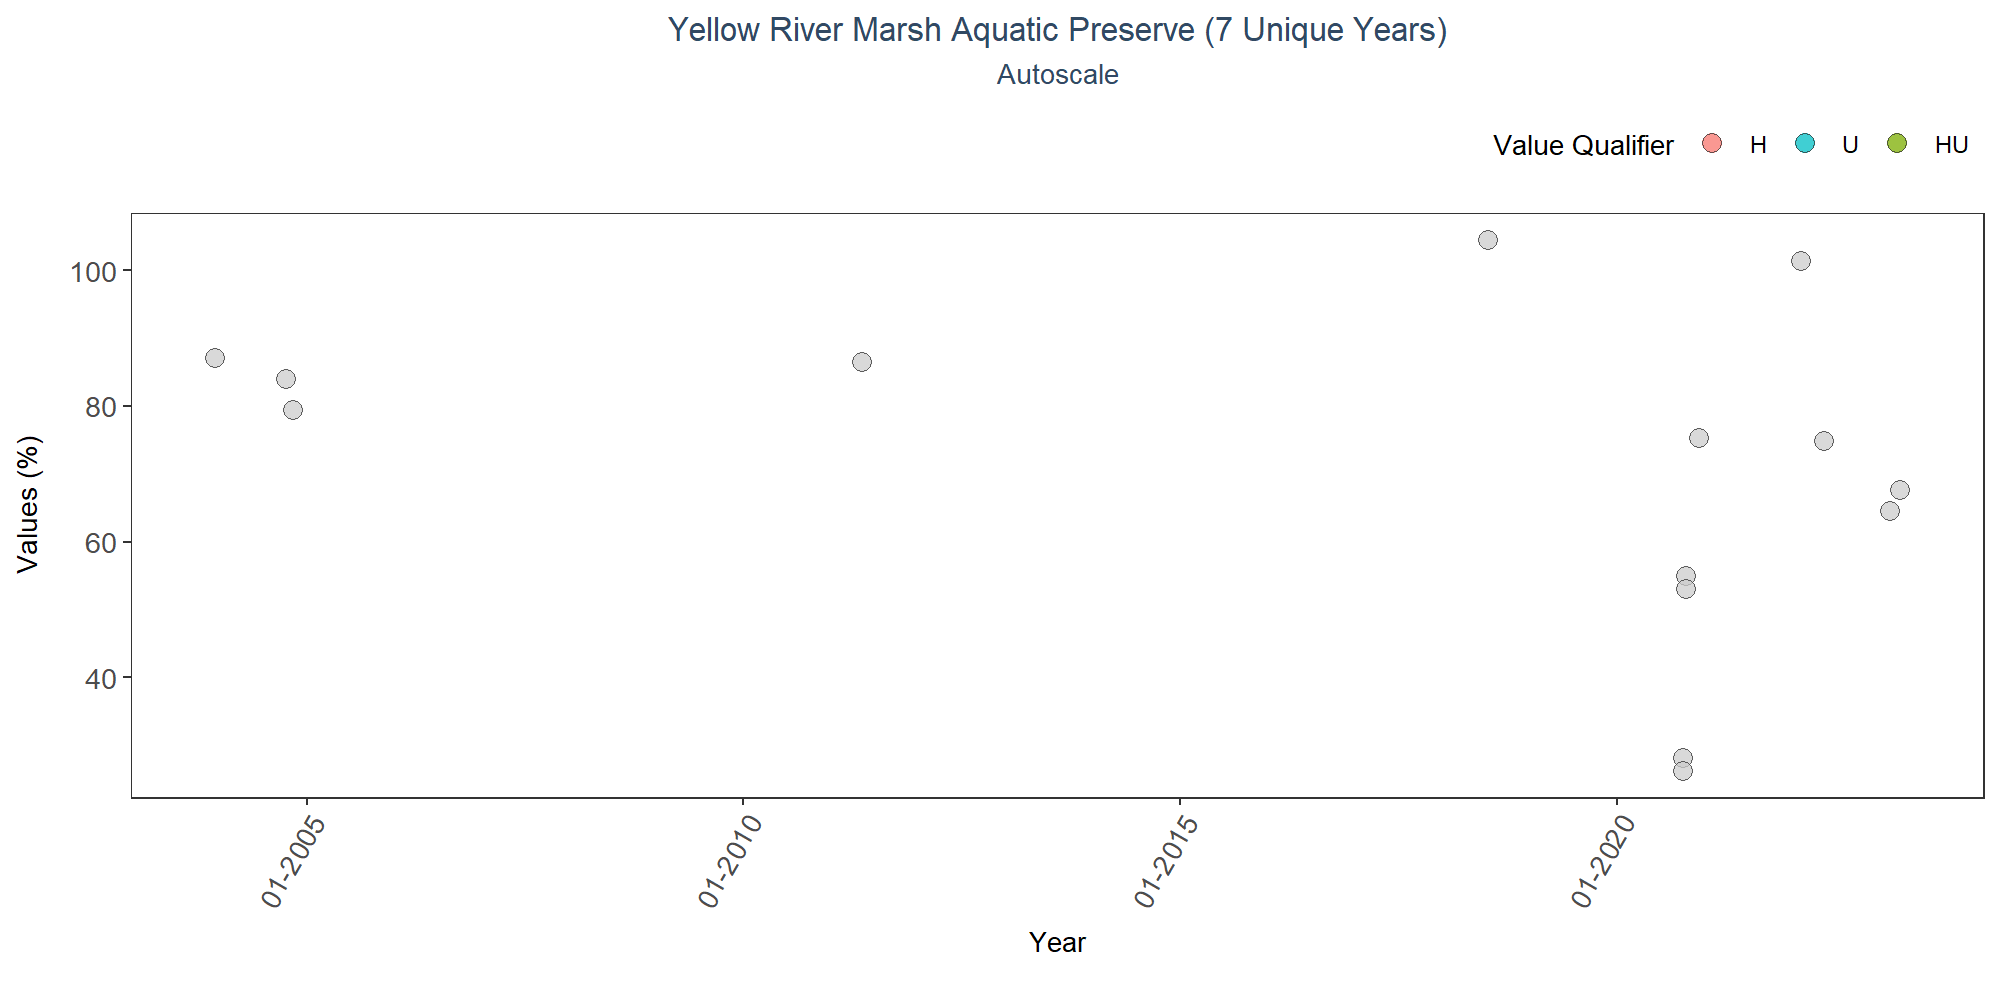 Yellow River Marsh Aquatic Preserve (7 Unique Years)
Autoscale
Value Qualifier H U HU
100
80
60
40
Values (%)
01-2005
01-2010
01-2015
01-2020
Year